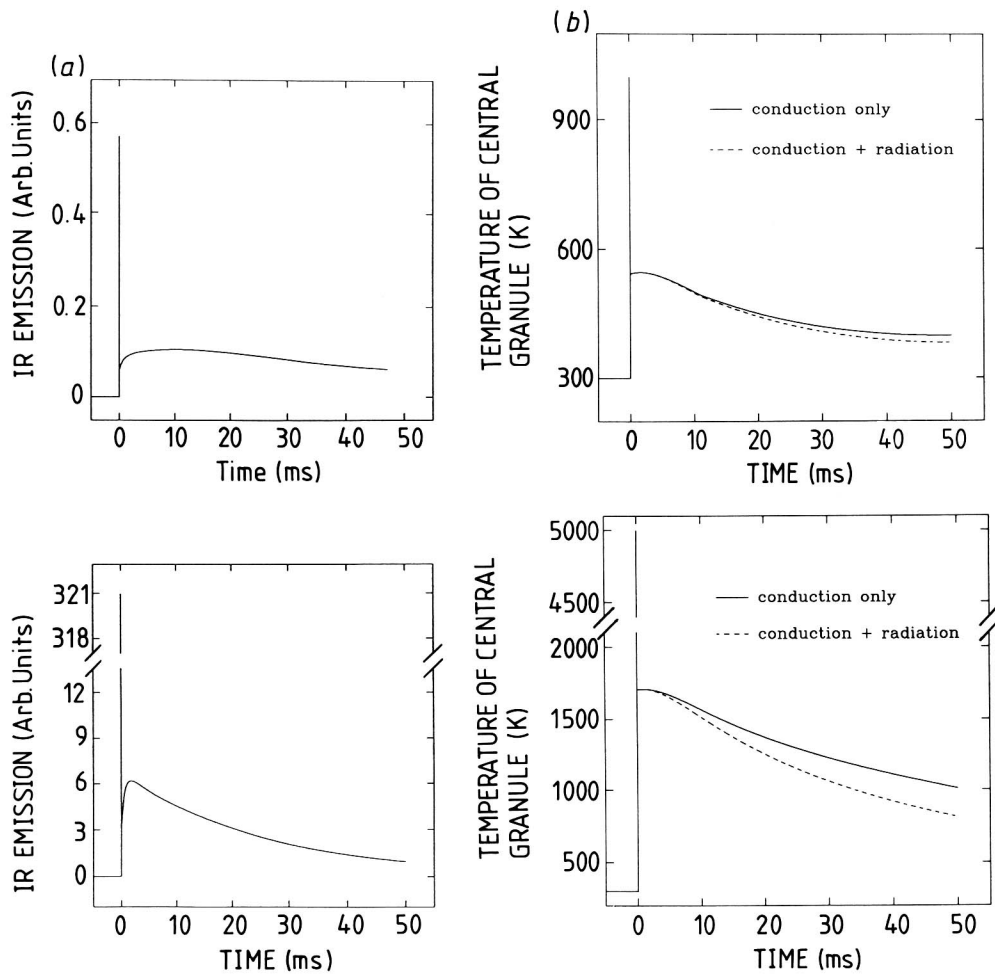 (a)
IR EMISSION (Arb.Units)
0.6
0.4
0.2
0
0 10 20 30 40 50
Time (ms)
(b)
TEMPERATURE OF CENTRAL
GRANULE (K)
900
600
300
conduction only
conduction + radiation
0 10 20 30 40 50
TIME (ms)
IR EMISSION (Arb.Units)
321
318
12
9
6
3
0
0 10 20 30 40 50
TIME (ms)
TEMPERATURE OF CENTRAL
GRANULE (K)
5000
4500
2000
1500
1000
500
conduction only
conduction + radiation
0 10 20 30 40 50
TIME (ms)